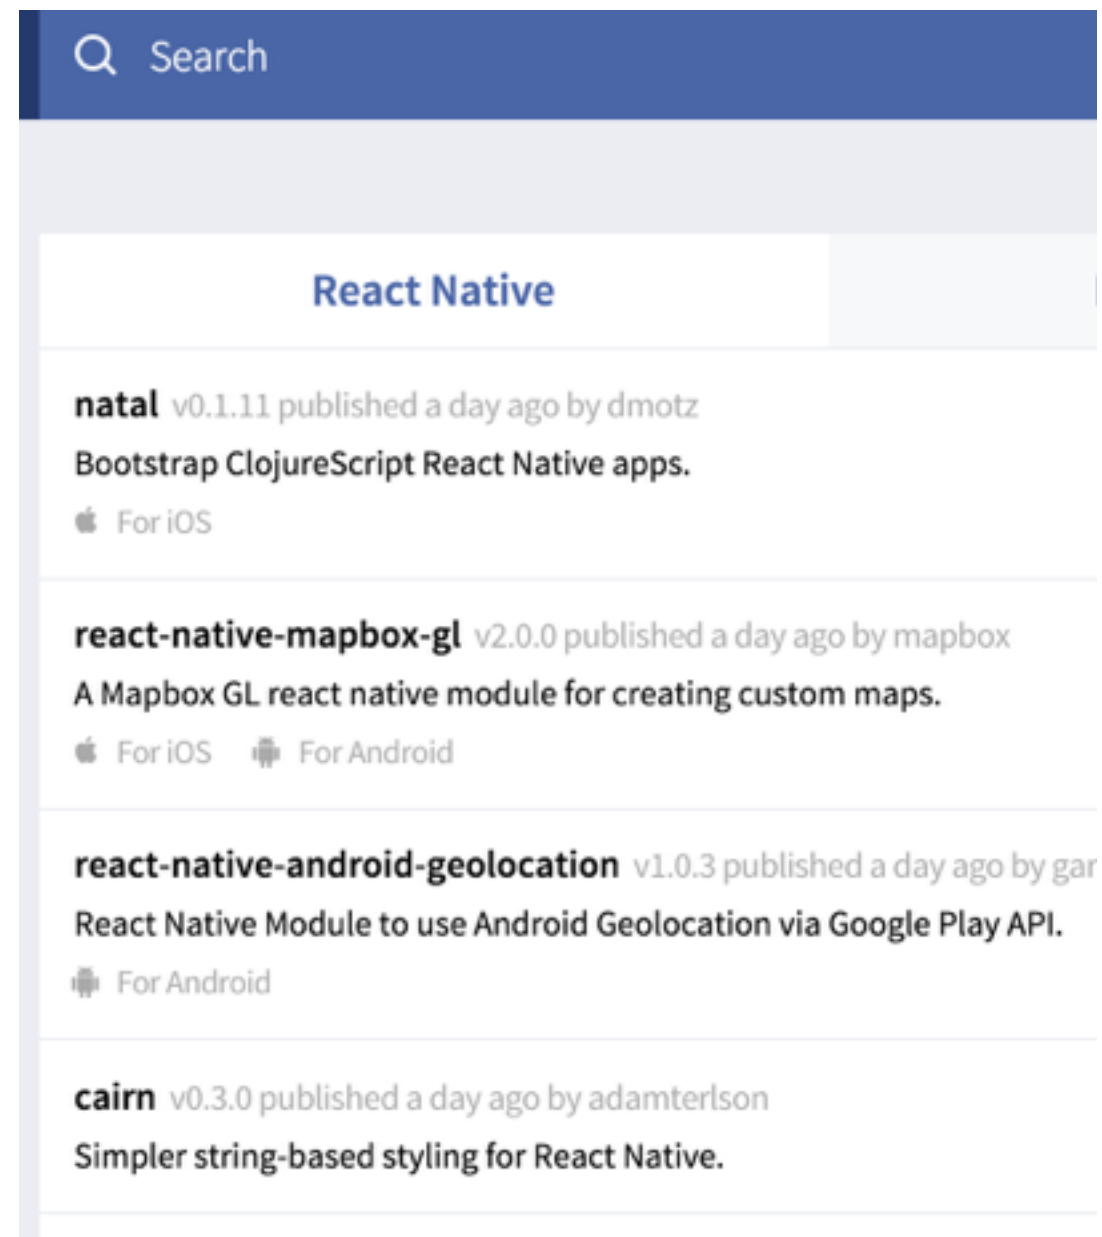 Search
React Native
natal v0.1.11 published a day ago by dmotz
Bootstrap ClojureScript React Native apps.
For iOS
react-native-mapbox-gl v2.0.0 published a day ago by mapbox
A Mapbox GL react native module for creating custom maps.
For iOS For Android
react-native-android-geolocation v1.0.3 published a day ago by
React Native Module to use Android Geolocation via Google Play API.
For Android
cairn v0.3.0 published a day ago by adamterlson
Simpler string-based styling for React Native.